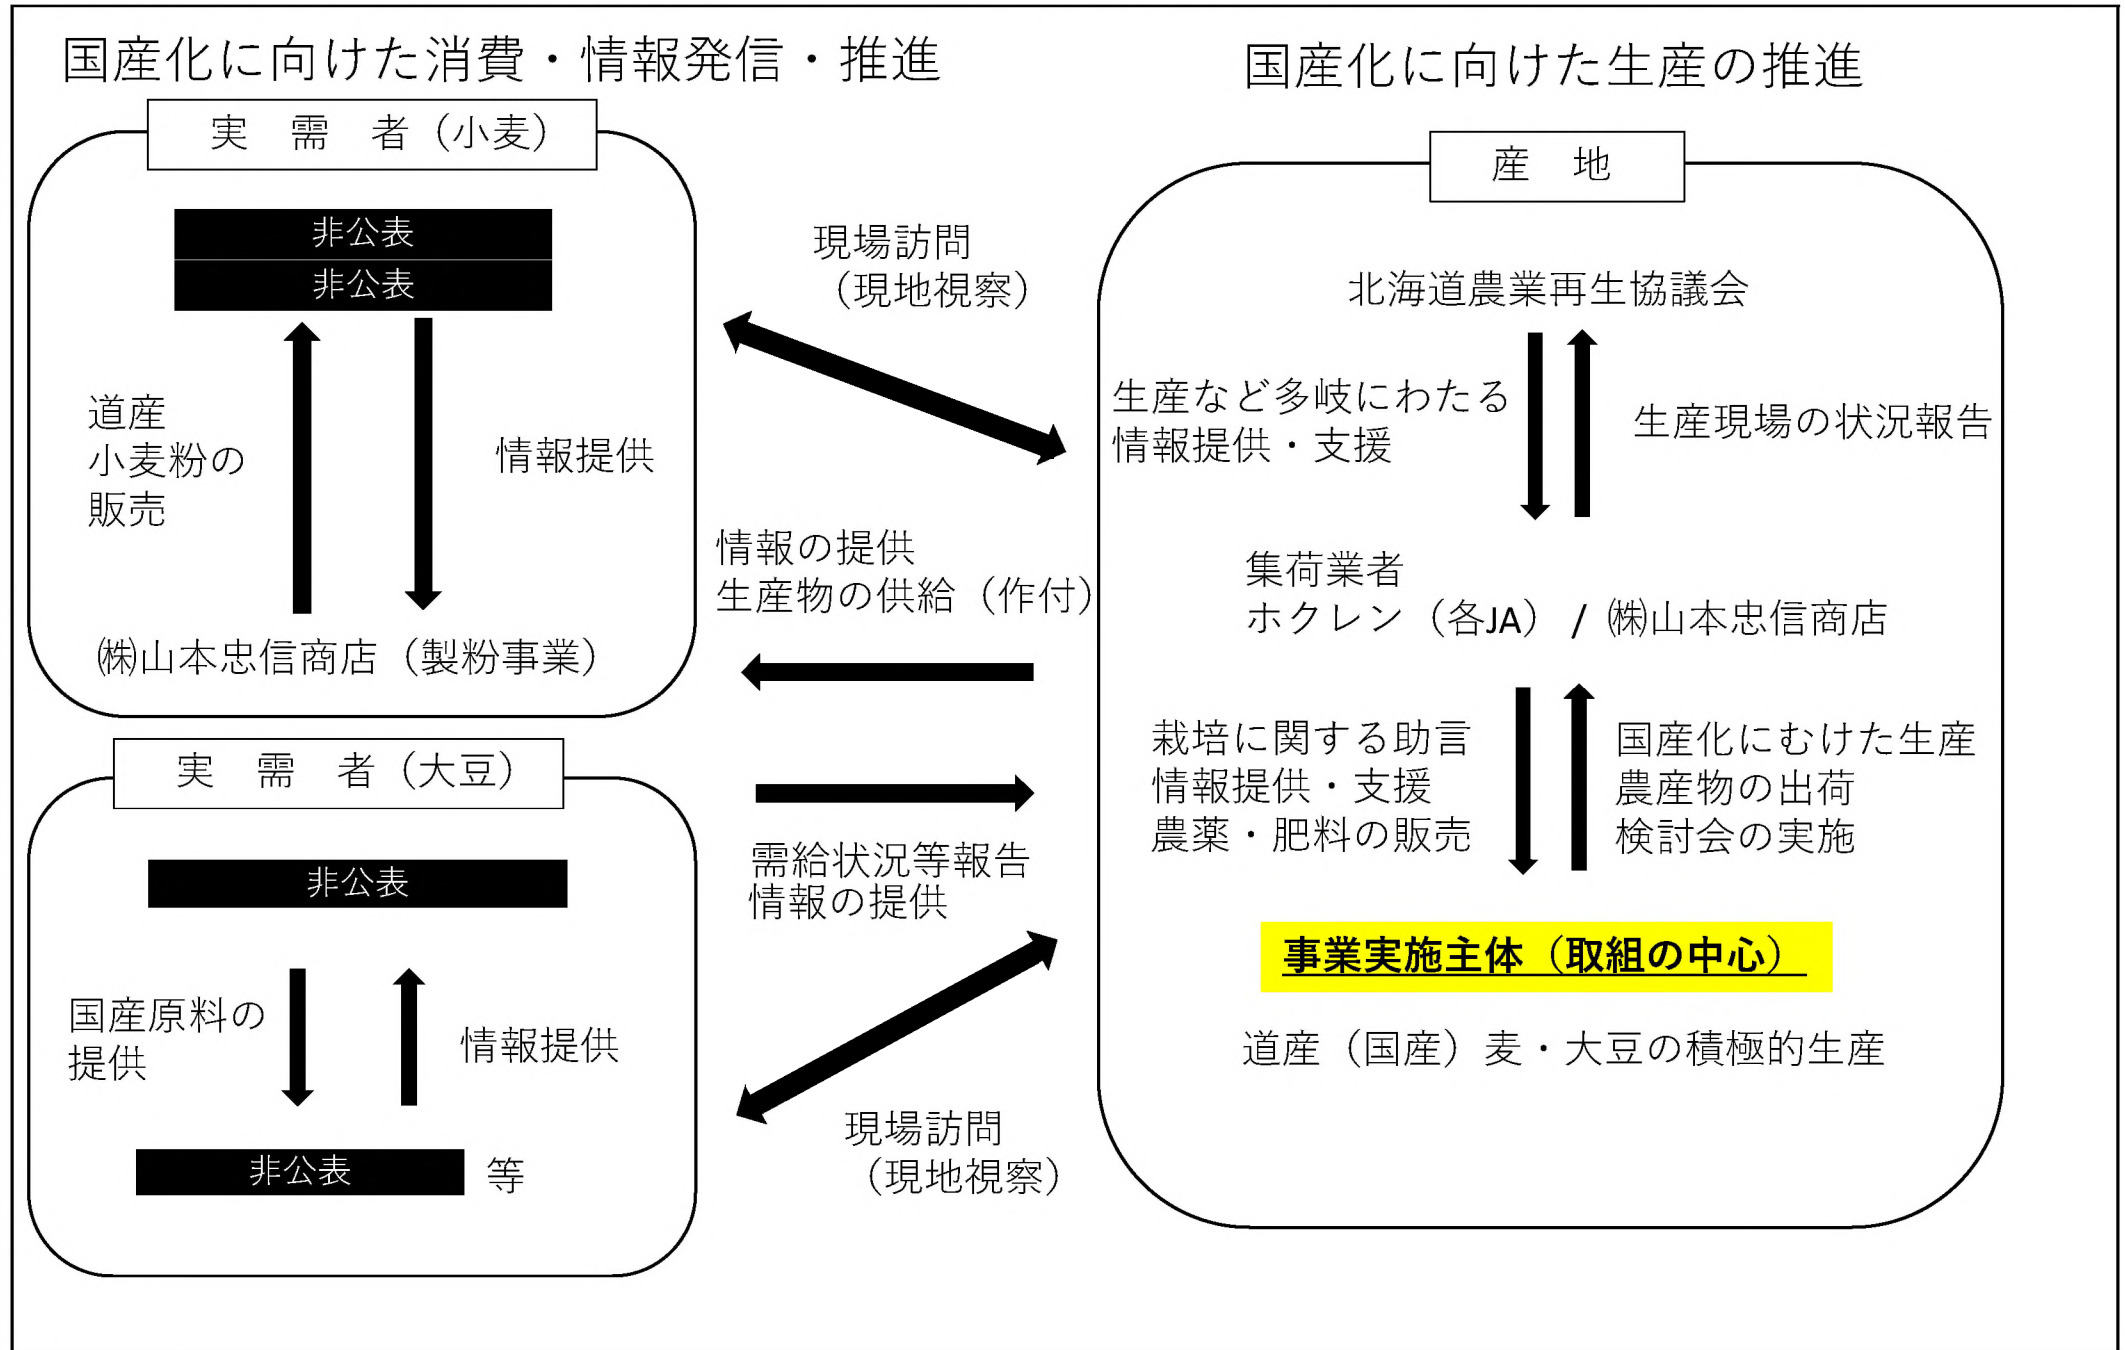 国産化に向けた消費・情報発信・推進
実　需　者（小麦）
非公表
非公表
道産
小麦粉の
販売
情報提供
㈱山本忠信商店（製粉事業）
実　需　者（大豆）
非公表
国産原料の
提供
情報提供
非公表
等
現場訪問
（現地視察）
情報の提供
生産物の供給（作付）
需給状況等報告
情報の提供
現場訪問
（現地視察）
国産化に向けた生産の推進
産　地
北海道農業再生協議会
生産など多岐にわたる
情報提供・支援
生産現場の状況報告
集荷業者
ホクレン（各JA） / ㈱山本忠信商店
栽培に関する助言
情報提供・支援
農薬・肥料の販売
国産化にむけた生産
農産物の出荷
検討会の実施
事業実施主体（取組の中心）
道産（国産）麦・大豆の積極的生産